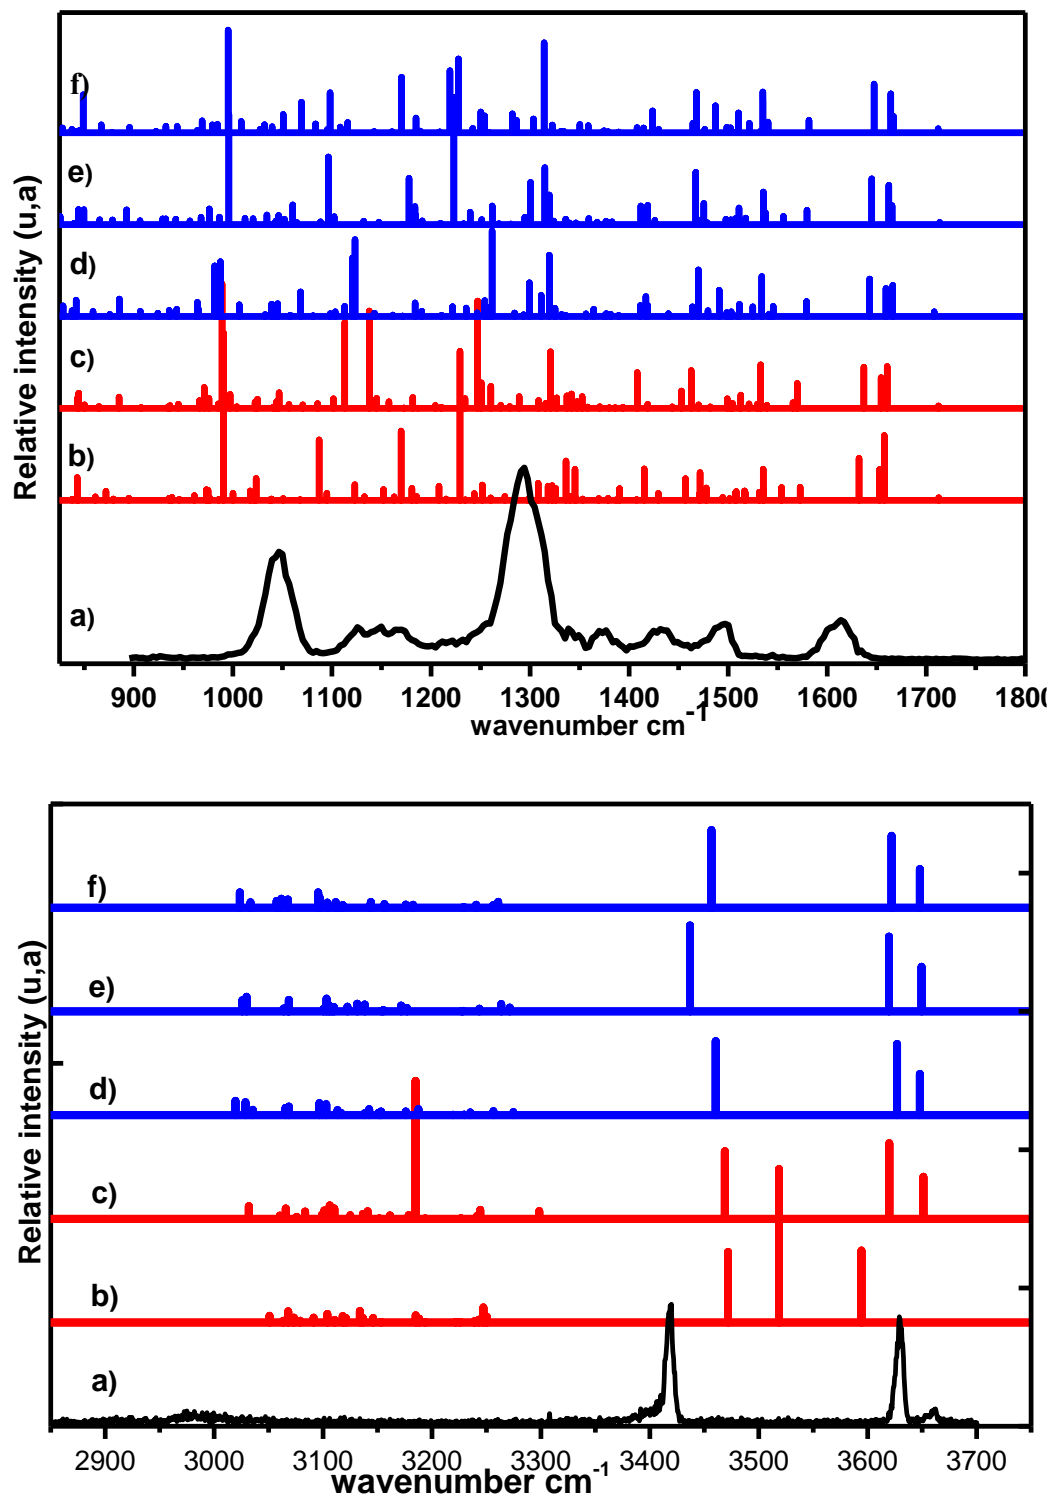 f)
e)
d)
c)
b)
a)
Relative intensity (u,a)
900 1000 1100 1200 1300 1400 1500 1600 1700 1800
wavenumber cm-1
f)
e)
d)
c)
b)
a)
Relative intensity (u,a)
2900 3000 3100 3200 3300 3400 3500 3600 3700
wavenumber cm-1